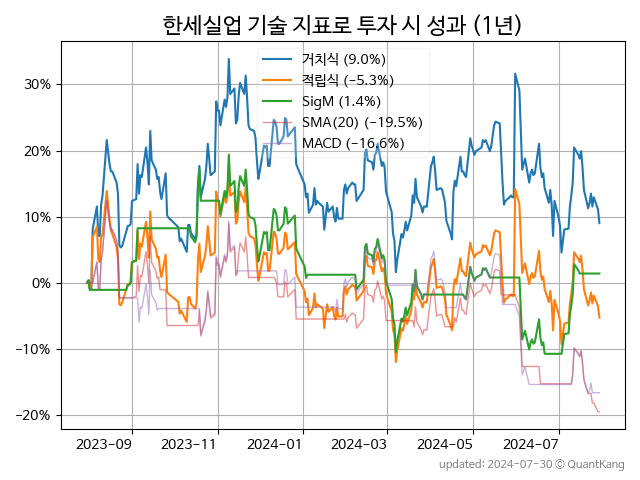 한세실업 기술 지표로 투자 시 성과 (1년)
거치식 (9.0%)
적립식 (−5.3%)
SigM (1.4%)
SMA(20) (−19.5%)
MACD (−16.6%)
30%
20%
10%
0%
−10%
−20%
2023-09 2023-11 2024-01 2024-03 2024-05 2024-07
updated: 2024-07-30 © QuantKang